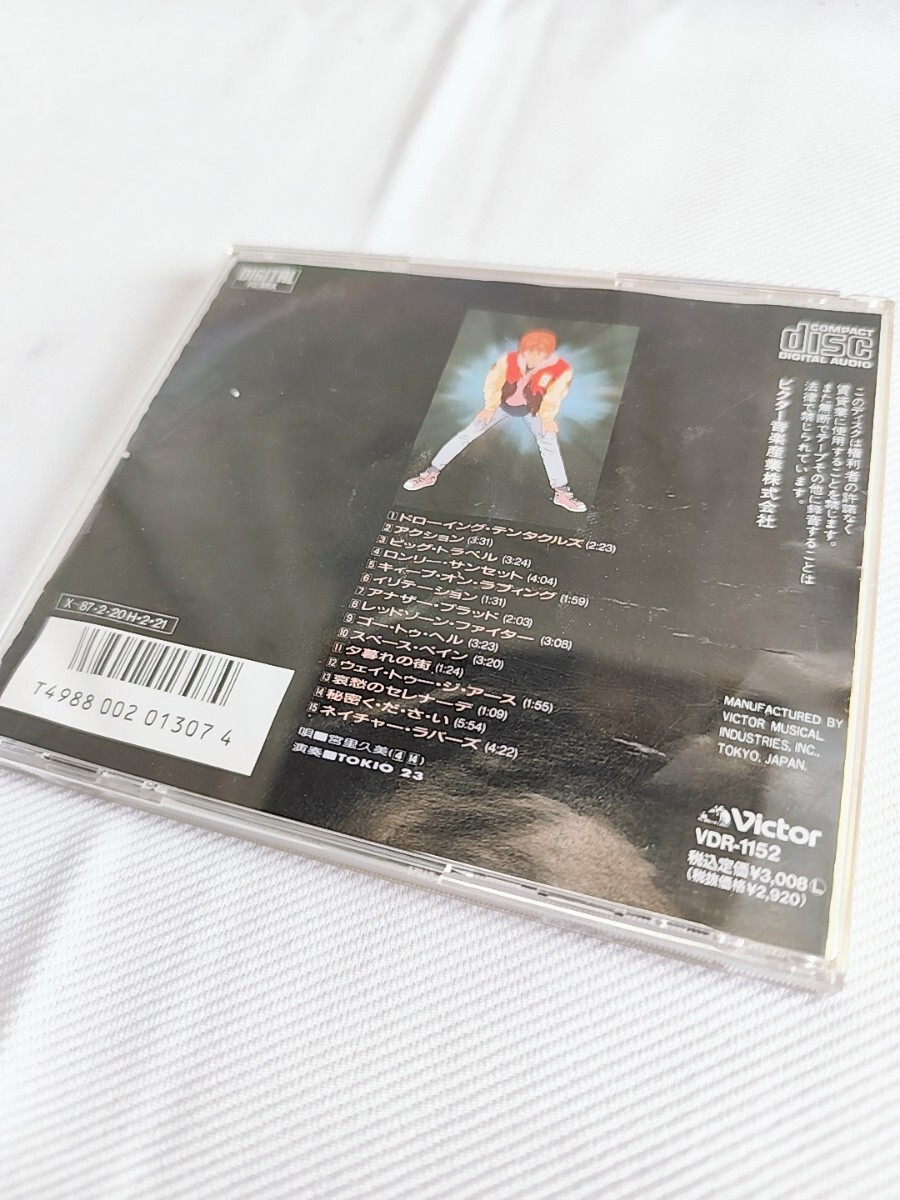 DIGITAL
REMIX
COMPACT
disc
DIGITAL AUDIO
このディスクは権利者の許諾なく
賃貸業に使用することを禁じます。
また無断でテープその他に録音することは
法律で禁じられています。
ビクター音楽産業株式会社
1 ドローイング・テンタクルズ (2:23)
2 アクション (3:31)
3 ビッグ・トラベル (3:24)
4 ロンリー・サンセット (4:04)
5 キィープ・オン・ラブィング (1:59)
6 イリテーション (1:31)
7 アナザー・ブラッド (2:03)
8 レッドゾーン・ファイター (3:08)
9 ゴー・トゥ・ヘル (3:23)
10 スペース・ペイン (3:20)
11 夕暮れの街 (1:24)
12 ウェイ・トゥー・ジ・アース (1:55)
13 哀愁のセレナーデ (1:09)
14 秘密く・だ・さ・い (5:54)
15 ネイチャー・ラバーズ (4:22)
唄■宮里久美(4 14)
演奏■TOKIO 23
X-87・2・20 H・2・21
T4988 002 01307 4
MANUFACTURED BY
VICTOR MUSICAL
INDUSTRIES, INC.,
TOKYO, JAPAN.
Victor
VDR-1152
税込定価¥3,008Ⓛ
(税抜価格¥2,920)